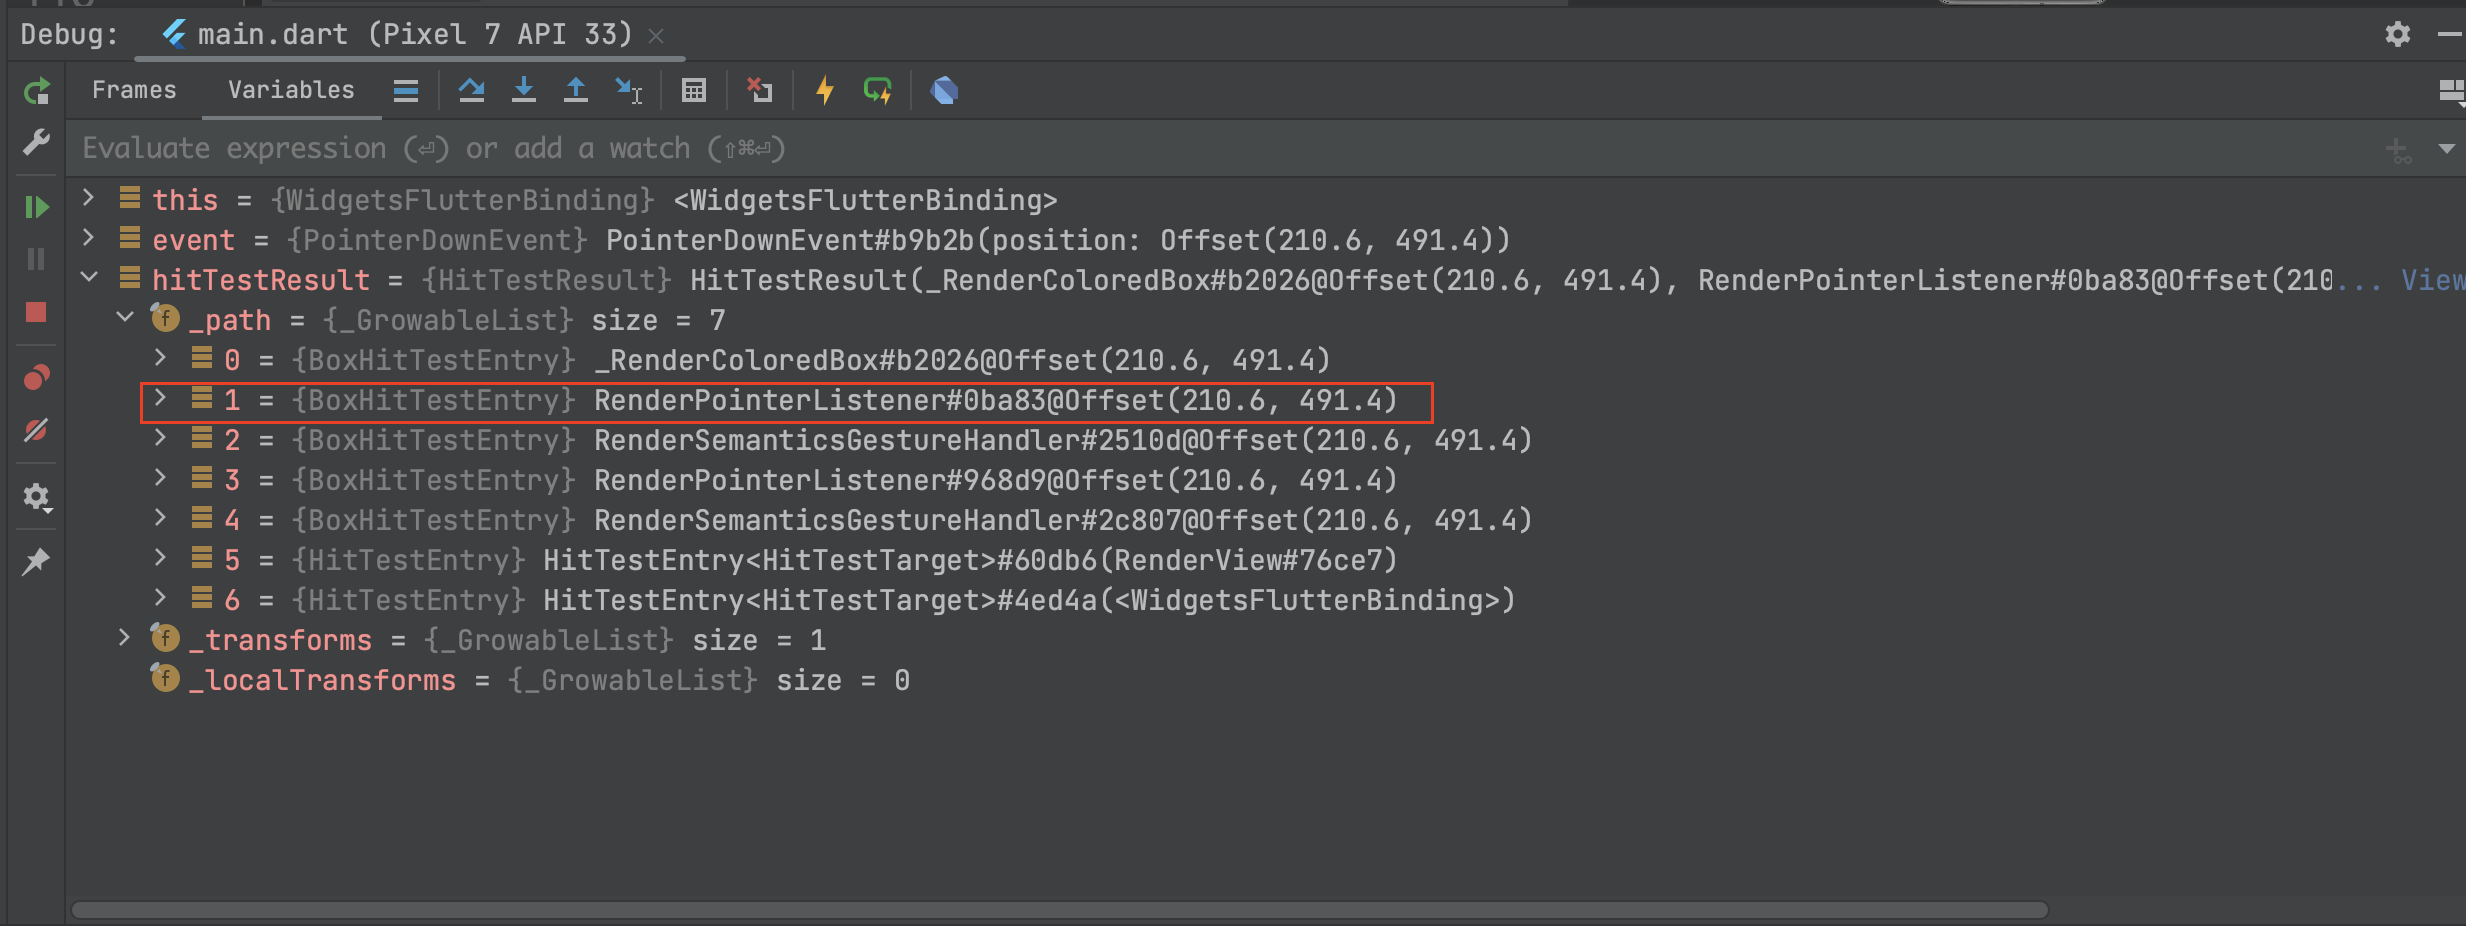 Debug: main.dart (Pixel 7 API 33)
Frames Variables
Evaluate expression (⏎) or add a watch (⇧⌘⏎)
this = {WidgetsFlutterBinding} <WidgetsFlutterBinding>
event = {PointerDownEvent} PointerDownEvent#b9b2b(position: Offset(210.6, 491.4))
hitTestResult = {HitTestResult} HitTestResult(_RenderColoredBox#b2026@Offset(210.6, 491.4), RenderPointerListener#0ba83@Offset(210... View
_path = {_GrowableList} size = 7
0 = {BoxHitTestEntry} _RenderColoredBox#b2026@Offset(210.6, 491.4)
1 = {BoxHitTestEntry} RenderPointerListener#0ba83@Offset(210.6, 491.4)
2 = {BoxHitTestEntry} RenderSemanticsGestureHandler#2510d@Offset(210.6, 491.4)
3 = {BoxHitTestEntry} RenderPointerListener#968d9@Offset(210.6, 491.4)
4 = {BoxHitTestEntry} RenderSemanticsGestureHandler#2c807@Offset(210.6, 491.4)
5 = {HitTestEntry} HitTestEntry<HitTestTarget>#60db6(RenderView#76ce7)
6 = {HitTestEntry} HitTestEntry<HitTestTarget>#4ed4a(<WidgetsFlutterBinding>)
_transforms = {_GrowableList} size = 1
_localTransforms = {_GrowableList} size = 0